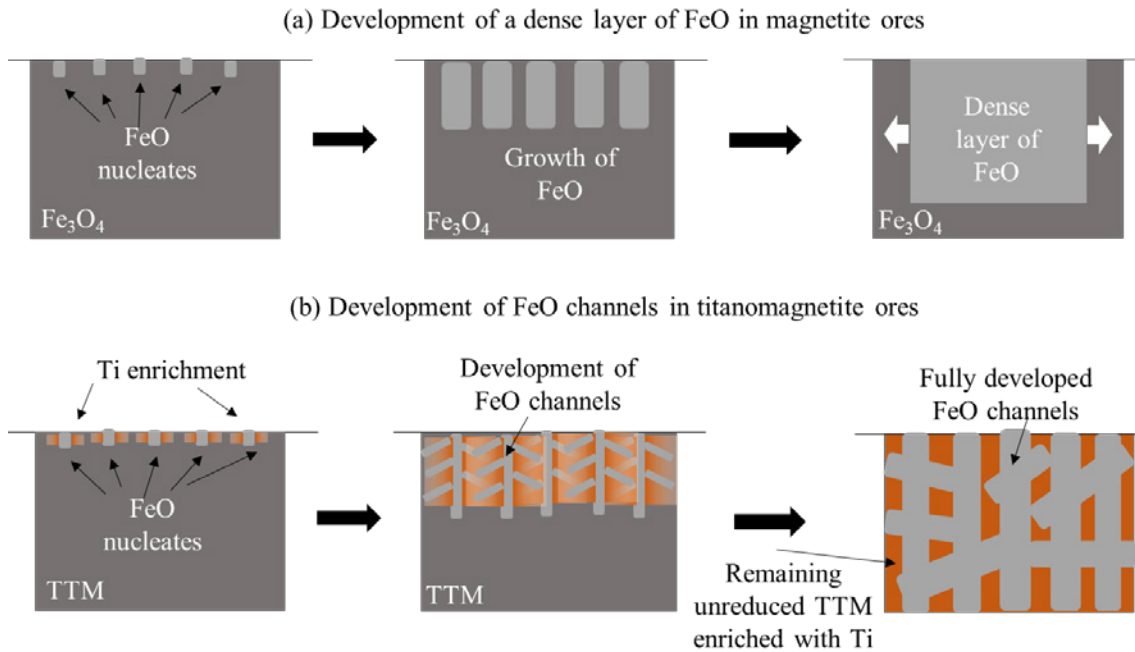 (a) Development of a dense layer of FeO in magnetite ores
FeO
nucleates
Fe₃O₄
Growth of
FeO
Fe₃O₄
Dense
layer of
FeO
Fe₃O₄
(b) Development of FeO channels in titanomagnetite ores
Ti enrichment
FeO
nucleates
TTM
Development of
FeO channels
TTM
Fully developed
FeO channels
Remaining
unreduced TTM
enriched with Ti